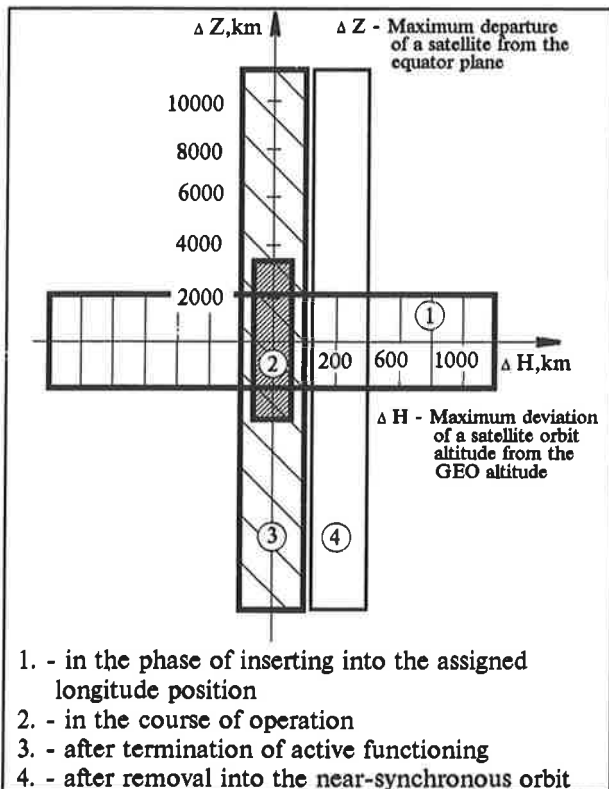 Δ Z,km
Δ Z - Maximum departure
of a satellite from the
equator plane
10000
8000
6000
4000
2000
1
2
200 600 1000 Δ H,km
Δ H - Maximum deviation
of a satellite orbit
altitude from the
GEO altitude
3
4
1. - in the phase of inserting into the assigned
longitude position
2. - in the course of operation
3. - after termination of active functioning
4. - after removal into the near-synchronous orbit